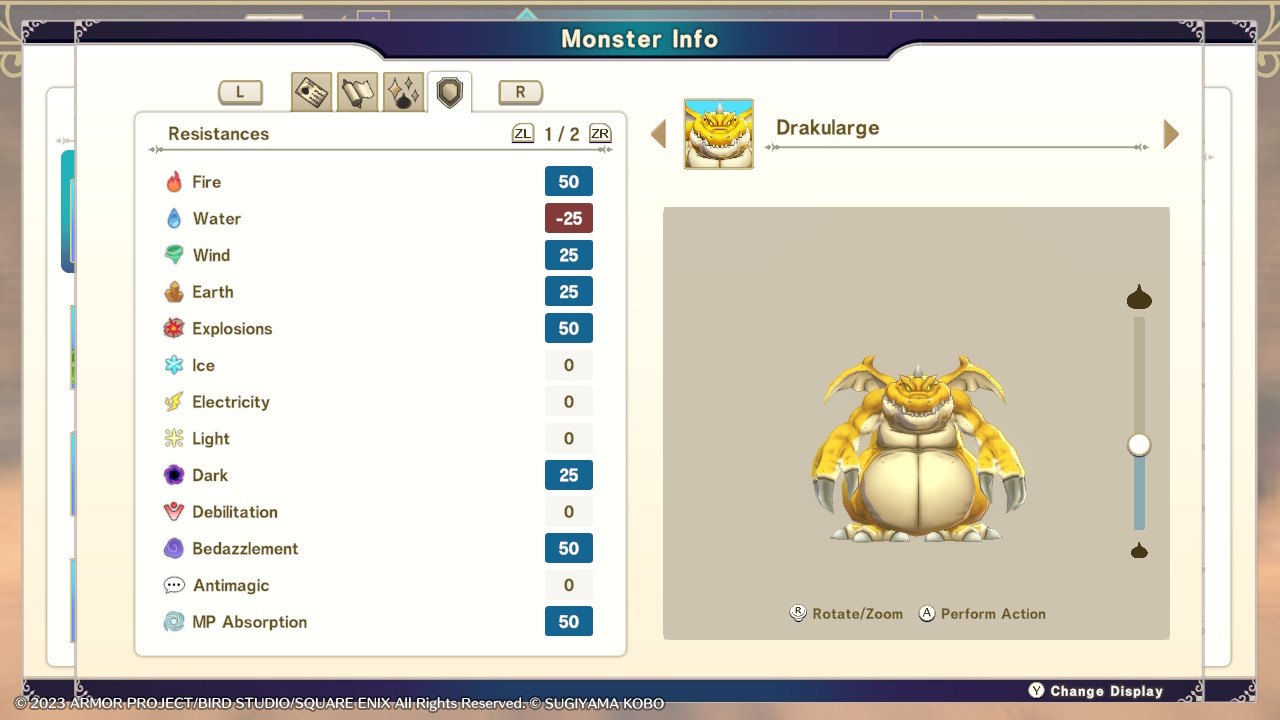 Monster Info
L
R
Resistances ZL 1 / 2 ZR
Fire 50
Water -25
Wind 25
Earth 25
Explosions 50
Ice 0
Electricity 0
Light 0
Dark 25
Debilitation 0
Bedazzlement 50
Antimagic 0
MP Absorption 50
Drakularge
R Rotate/Zoom A Perform Action
Y Change Display
© 2023 ARMOR PROJECT/BIRD STUDIO/SQUARE ENIX All Rights Reserved. © SUGIYAMA KOBO